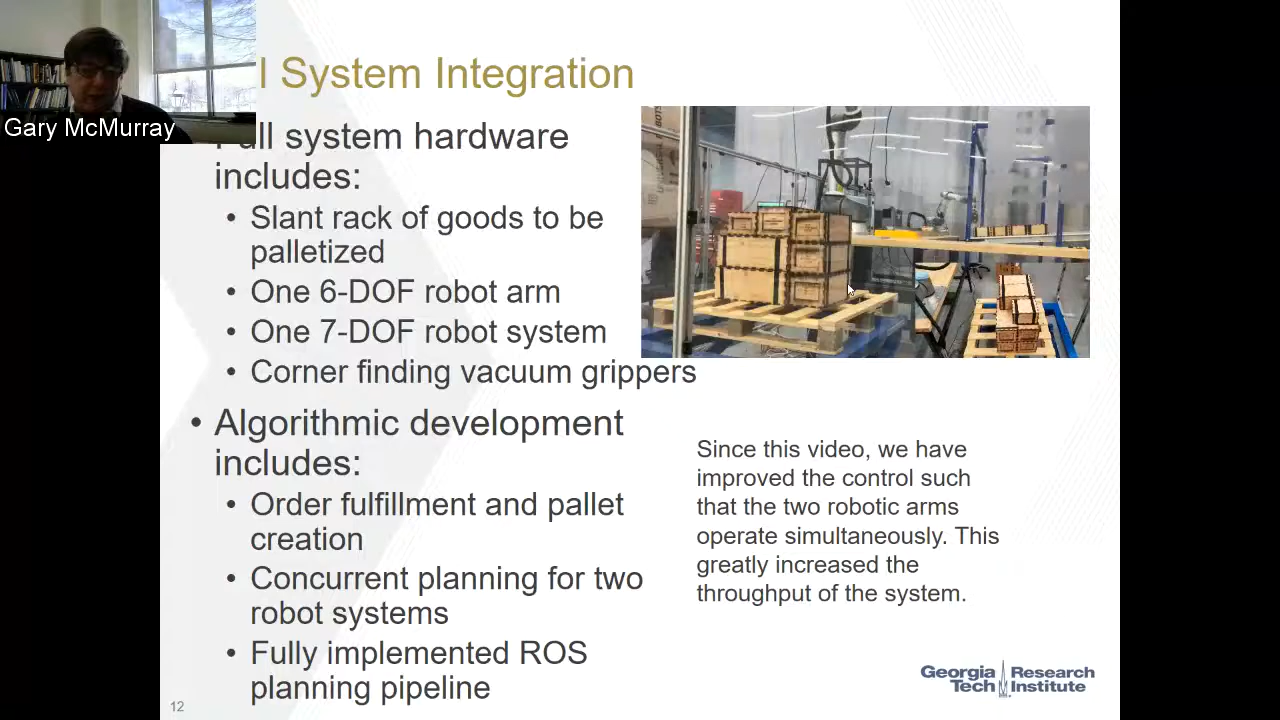 l System Integration
Gary McMurray
Full system hardware
includes:
• Slant rack of goods to be
palletized
• One 6-DOF robot arm
• One 7-DOF robot system
• Corner finding vacuum grippers
• Algorithmic development
includes:
• Order fulfillment and pallet
creation
• Concurrent planning for two
robot systems
• Fully implemented ROS
planning pipeline
Since this video, we have
improved the control such
that the two robotic arms
operate simultaneously. This
greatly increased the
throughput of the system.
Georgia Research
Tech Institute
12